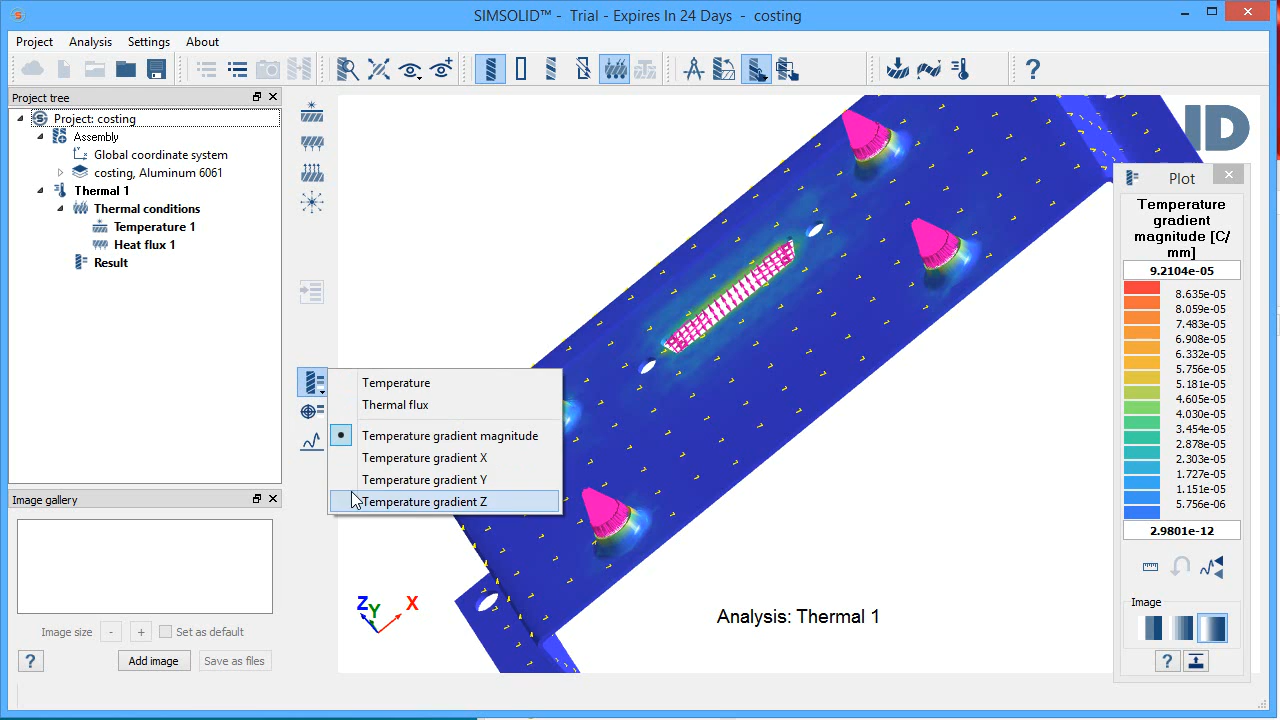 SIMSOLID™ - Trial - Expires In 24 Days - costing
Project Analysis Settings About
Project tree
Project: costing
Assembly
Global coordinate system
costing, Aluminum 6061
Thermal 1
Thermal conditions
Temperature 1
Heat flux 1
Result
Image gallery
Image size - + Set as default
? Add image Save as files
Temperature
Thermal flux
Temperature gradient magnitude
Temperature gradient X
Temperature gradient Y
Temperature gradient Z
Z Y X
Analysis: Thermal 1
ID
Plot
Temperature
gradient
magnitude [C/
mm]
9.2104e-05
8.635e-05
8.059e-05
7.483e-05
6.908e-05
6.332e-05
5.756e-05
5.181e-05
4.605e-05
4.030e-05
3.454e-05
2.878e-05
2.303e-05
1.727e-05
1.151e-05
5.756e-06
2.9801e-12
Image
?